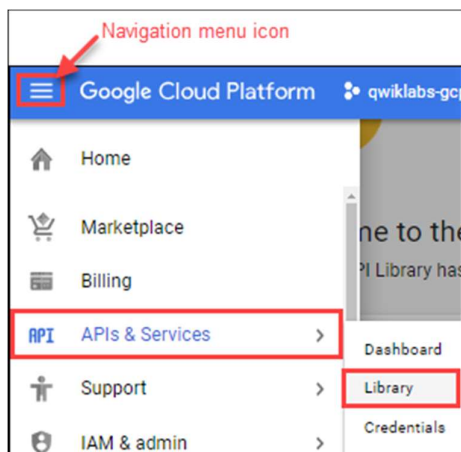 Navigation menu icon
Google Cloud Platform
qwiklabs-gcp
Home
Marketplace
me to the
PI Library has
Billing
API
APIs & Services
Dashboard
Support
Library
Credentials
IAM & admin